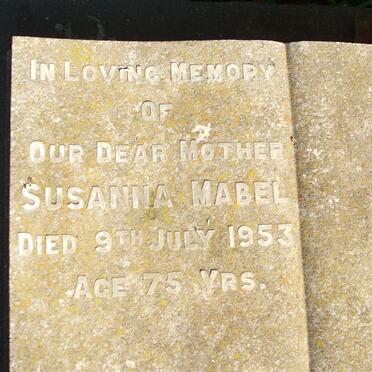 In Loving Memory
Of
Our Dear Mother
Susanna Mabel
Died 9th July 1953
Age 75 Yrs.